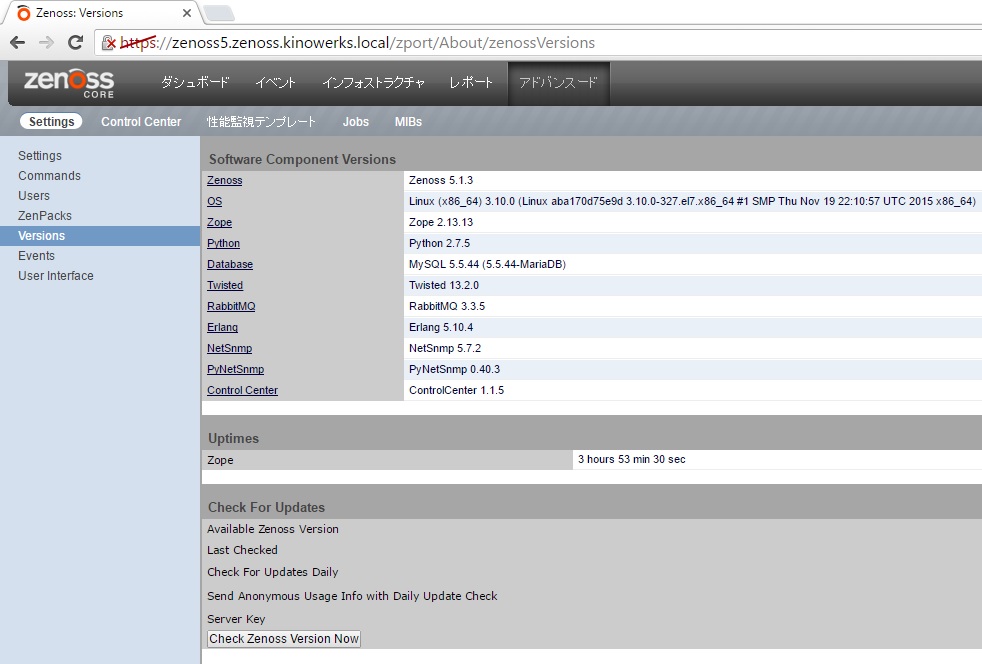 Zenoss: Versions
https://zenoss5.zenoss.kinowerks.local/zport/About/zenossVersions
zenoss CORE ダッシュボード イベント インフォストラクチャ レポート アドバンスード
Settings Control Center 性能監視テンプレート Jobs MIBs
Settings
Commands
Users
ZenPacks
Versions
Events
User Interface
Software Component Versions
Zenoss Zenoss 5.1.3
OS Linux (x86_64) 3.10.0 (Linux aba170d75e9d 3.10.0-327.el7.x86_64 #1 SMP Thu Nov 19 22:10:57 UTC 2015 x86_64)
Zope Zope 2.13.13
Python Python 2.7.5
Database MySQL 5.5.44 (5.5.44-MariaDB)
Twisted Twisted 13.2.0
RabbitMQ RabbitMQ 3.3.5
Erlang Erlang 5.10.4
NetSnmp NetSnmp 5.7.2
PyNetSnmp PyNetSnmp 0.40.3
Control Center ControlCenter 1.1.5
Uptimes
Zope 3 hours 53 min 30 sec
Check For Updates
Available Zenoss Version
Last Checked
Check For Updates Daily
Send Anonymous Usage Info with Daily Update Check
Server Key
Check Zenoss Version Now